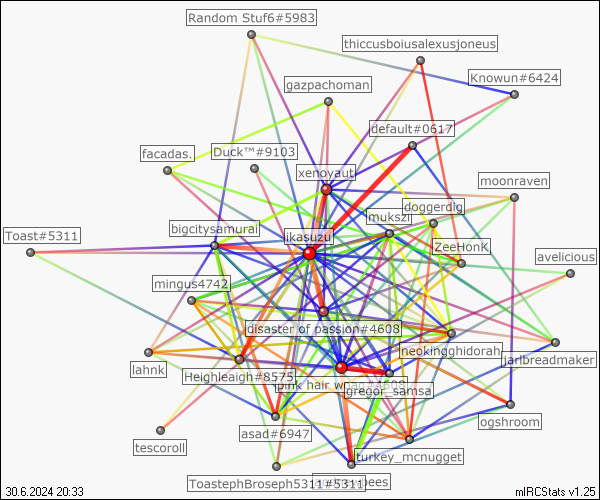 Random Stuf6#5983
thiccusboiusalexusjoneus
Knowun#6424
gazpachoman
default#0617
facadas.
Duck™#9103
xenoyaut
moonraven
doggerdig
mukszi
bigcitysamurai
likasuzu
Toast#5311
ZeeHonK
avelicious
mingus4742
disaster of passion#4608
neokingghidorah
jarlbreadmaker
lahnk
Heighleaigh#8575
pink hair
gregor_samsa
ogshroom
asad#6947
tescoroll
turkey_mcnugget
ToastephBroseph5311#5311
bees
30.6.2024 20:33
mIRCStats v1.25